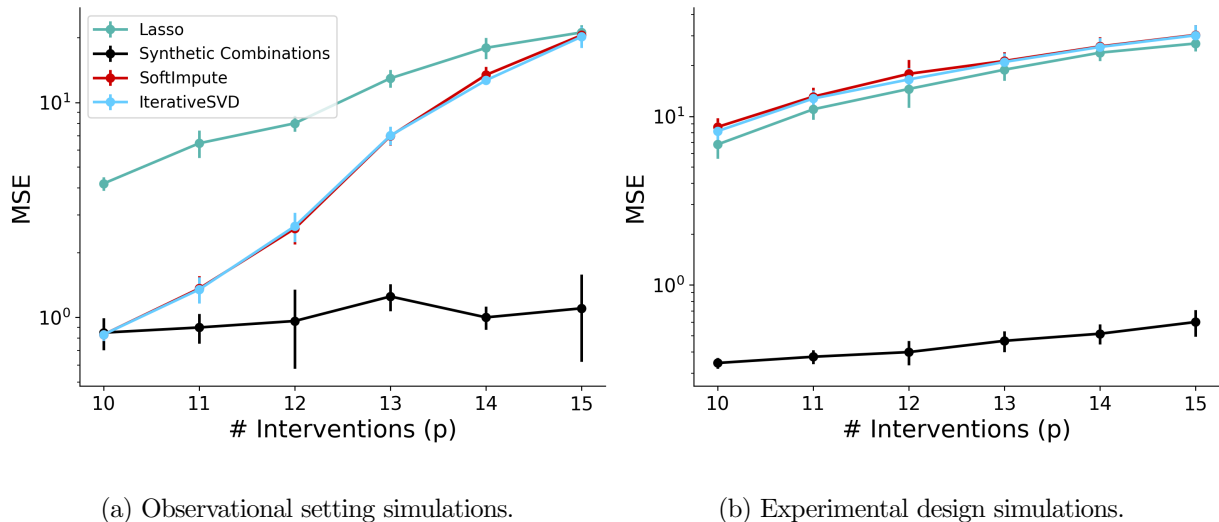 Lasso
Synthetic Combinations
SoftImpute
IterativeSVD
MSE
10¹
10⁰
10 11 12 13 14 15
# Interventions (p)
MSE
10¹
10⁰
10 11 12 13 14 15
# Interventions (p)
(a) Observational setting simulations.
(b) Experimental design simulations.